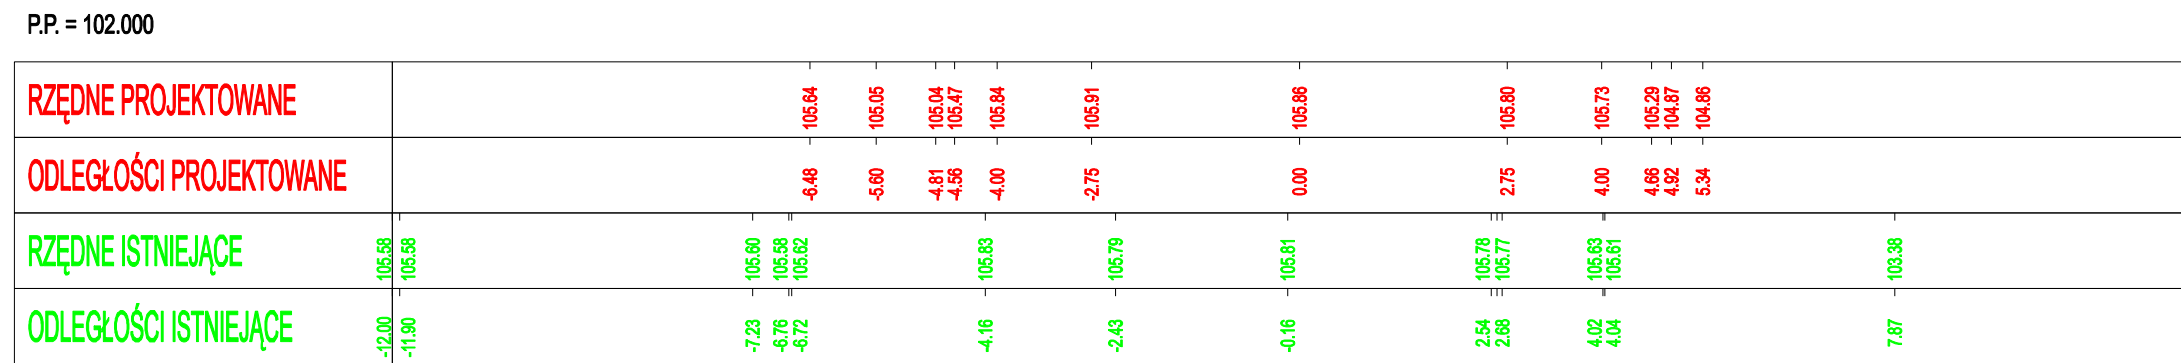 P.P. = 102.000
RZĘDNE PROJEKTOWANE 105.64 105.05 105.04 105.47 105.84 105.91 105.86 105.80 105.73 105.29 104.87 104.86
ODLEGŁOŚCI PROJEKTOWANE -6.48 -5.60 -4.81 -4.56 -4.00 -2.75 0.00 2.75 4.00 4.66 4.92 5.34
RZĘDNE ISTNIEJĄCE 105.58 105.58 105.60 105.58 105.62 105.83 105.79 105.81 105.78 105.77 105.63 105.61 103.38
ODLEGŁOŚCI ISTNIEJĄCE -12.00 -11.90 -7.23 -6.76 -6.72 -4.16 -2.43 -0.16 2.54 2.68 4.02 4.04 7.87